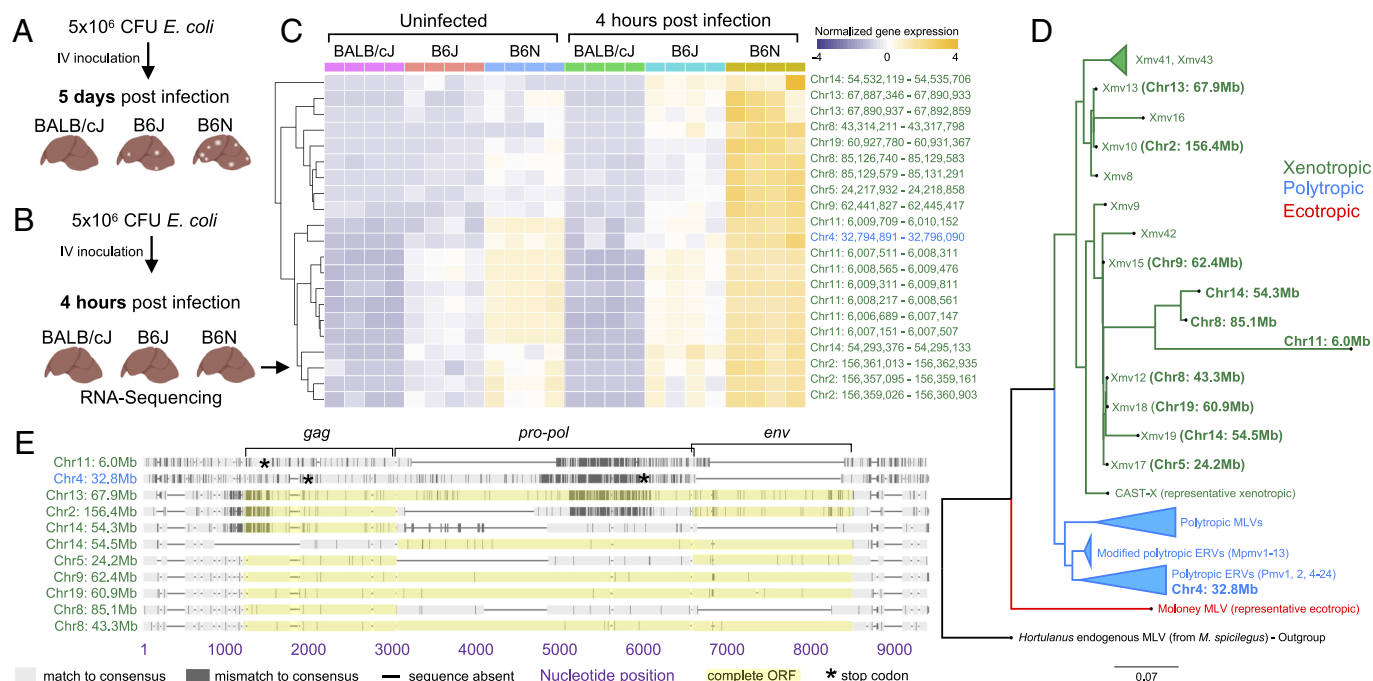 A
5x10⁶ CFU E. coli
IV inoculation
5 days post infection
BALB/cJ B6J B6N
B
5x10⁶ CFU E. coli
IV inoculation
4 hours post infection
BALB/cJ B6J B6N
RNA-Sequencing
C
Uninfected
4 hours post infection
BALB/cJ B6J B6N BALB/cJ B6J B6N
Normalized gene expression
-4 0 4
Chr14: 54,532,119 – 54,535,706
Chr13: 67,887,346 – 67,890,933
Chr13: 67,890,937 – 67,892,859
Chr8: 43,314,211 – 43,317,798
Chr19: 60,927,780 – 60,931,367
Chr8: 85,126,740 – 85,129,583
Chr8: 85,129,579 – 85,131,291
Chr5: 24,217,932 – 24,218,858
Chr9: 62,441,827 – 62,445,417
Chr11: 6,009,709 – 6,010,152
Chr4: 32,794,891 – 32,796,090
Chr11: 6,007,511 – 6,008,311
Chr11: 6,008,565 – 6,009,476
Chr11: 6,009,311 – 6,009,811
Chr11: 6,008,217 – 6,008,561
Chr11: 6,006,689 – 6,007,147
Chr11: 6,007,151 – 6,007,507
Chr14: 54,293,376 – 54,295,133
Chr2: 156,361,013 – 156,362,935
Chr2: 156,357,095 – 156,359,161
Chr2: 156,359,026 – 156,360,903
D
Xmv41, Xmv43
Xmv13 (Chr13: 67.9Mb)
Xmv16
Xmv10 (Chr2: 156.4Mb)
Xmv8
Xmv9
Xmv42
Xmv15 (Chr9: 62.4Mb)
Chr14: 54.3Mb
Chr8: 85.1Mb
Chr11: 6.0Mb
Xmv12 (Chr8: 43.3Mb)
Xmv18 (Chr19: 60.9Mb)
Xmv19 (Chr14: 54.5Mb)
Xmv17 (Chr5: 24.2Mb)
CAST-X (representative xenotropic)
Polytropic MLVs
Modified polytropic ERVs (Mpmv1-13)
Polytropic ERVs (Pmv1, 2, 4-24)
Chr4: 32.8Mb
Moloney MLV (representative ecotropic)
Hortulanus endogenous MLV (from M. spicilegus) – Outgroup
0.07
Xenotropic
Polytropic
Ecotropic
E
gag pro-pol env
Chr11: 6.0Mb
*
Chr4: 32.8Mb
* *
Chr13: 67.9Mb
Chr2: 156.4Mb
Chr14: 54.3Mb
Chr14: 54.5Mb
Chr5: 24.2Mb
Chr9: 62.4Mb
Chr19: 60.9Mb
Chr8: 85.1Mb
Chr8: 43.3Mb
1 1000 2000 3000 4000 5000 6000 7000 8000 9000
match to consensus mismatch to consensus sequence absent Nucleotide position complete ORF * stop codon